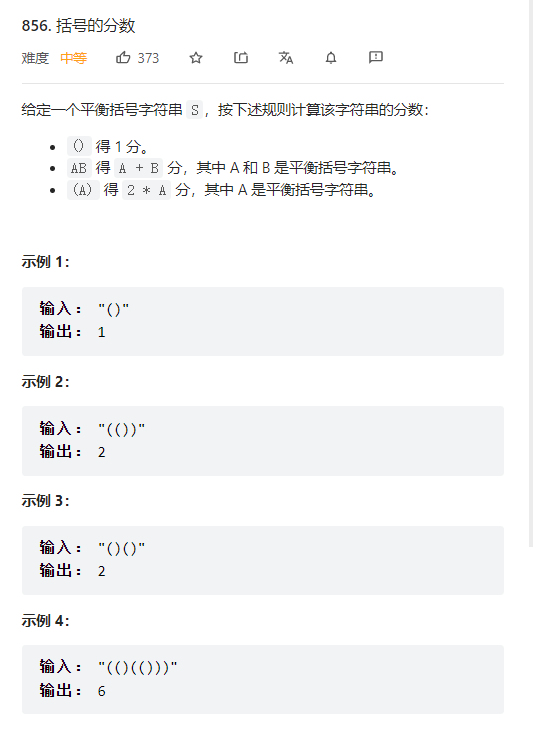 856. 括号的分数
难度 中等 373
给定一个平衡括号字符串 S，按下述规则计算该字符串的分数：
• () 得 1 分。
• AB 得 A + B 分，其中 A 和 B 是平衡括号字符串。
• (A) 得 2 * A 分，其中 A 是平衡括号字符串。
示例 1：
输入： "()"
输出： 1
示例 2：
输入： "(())"
输出： 2
示例 3：
输入： "()()"
输出： 2
示例 4：
输入： "(()(()))"
输出： 6